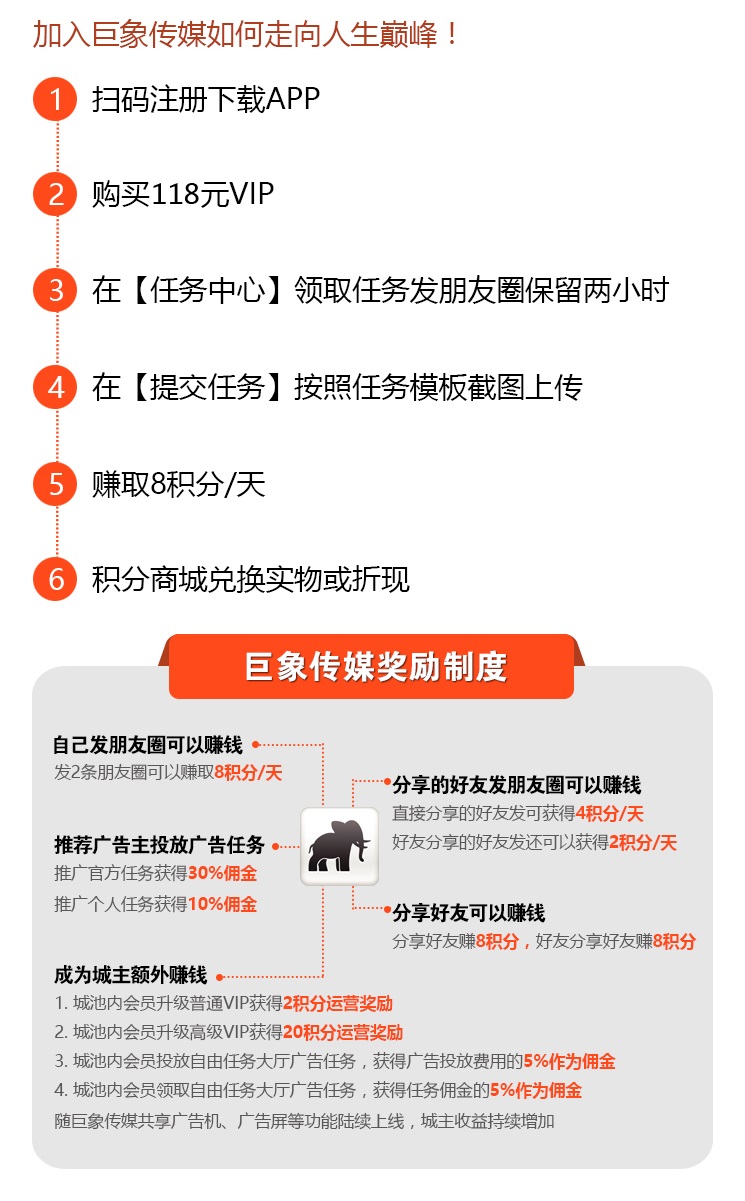 加入巨象传媒如何走向人生巅峰！
1 扫码注册下载APP
2 购买118元VIP
3 在【任务中心】领取任务发朋友圈保留两小时
4 在【提交任务】按照任务模板截图上传
5 赚取8积分/天
6 积分商城兑换实物或折现
巨象传媒奖励制度
自己发朋友圈可以赚钱
发2条朋友圈可以赚取8积分/天
分享的好友发朋友圈可以赚钱
直接分享的好友发可获得4积分/天
好友分享的好友发还可以获得2积分/天
推荐广告主投放广告任务
推广官方任务获得30%佣金
推广个人任务获得10%佣金
分享好友可以赚钱
分享好友赚8积分，好友分享好友赚8积分
成为城主额外赚钱
1. 城池内会员升级普通VIP获得2积分运营奖励
2. 城池内会员升级高级VIP获得20积分运营奖励
3. 城池内会员投放自由任务大厅广告任务，获得广告投放费用的5%作为佣金
4. 城池内会员领取自由任务大厅广告任务，获得任务佣金的5%作为佣金
随巨象传媒共享广告机、广告屏等功能陆续上线，城主收益持续增加